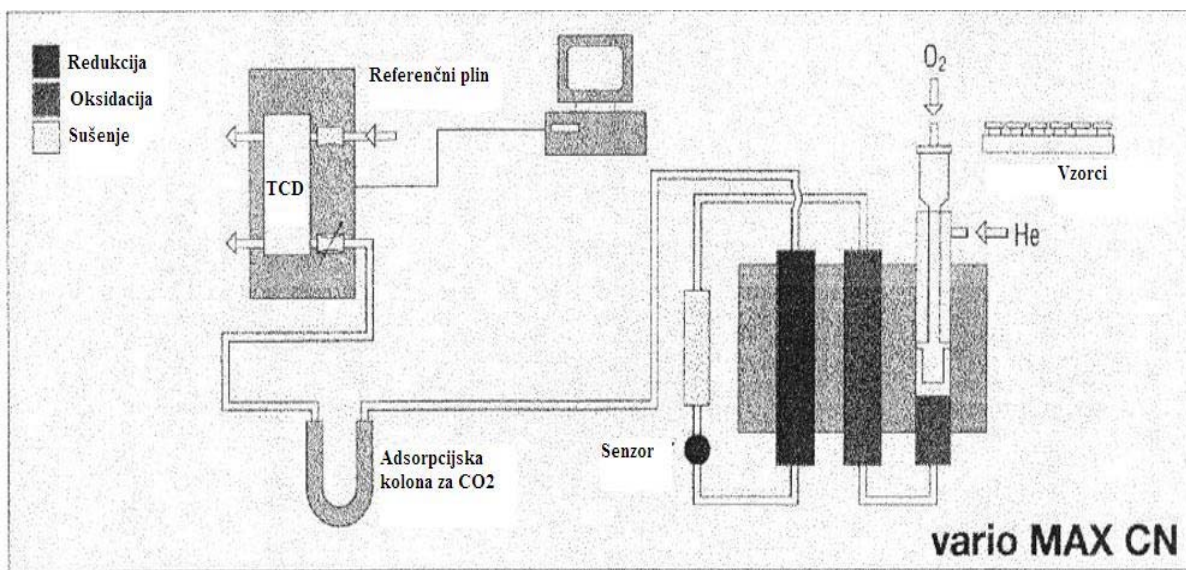 Redukcija
Oksidacija
Sušenje
Referenčni plin
TCD
O₂
Vzorci
He
Senzor
Adsorpcijska
kolona za CO2
vario MAX CN